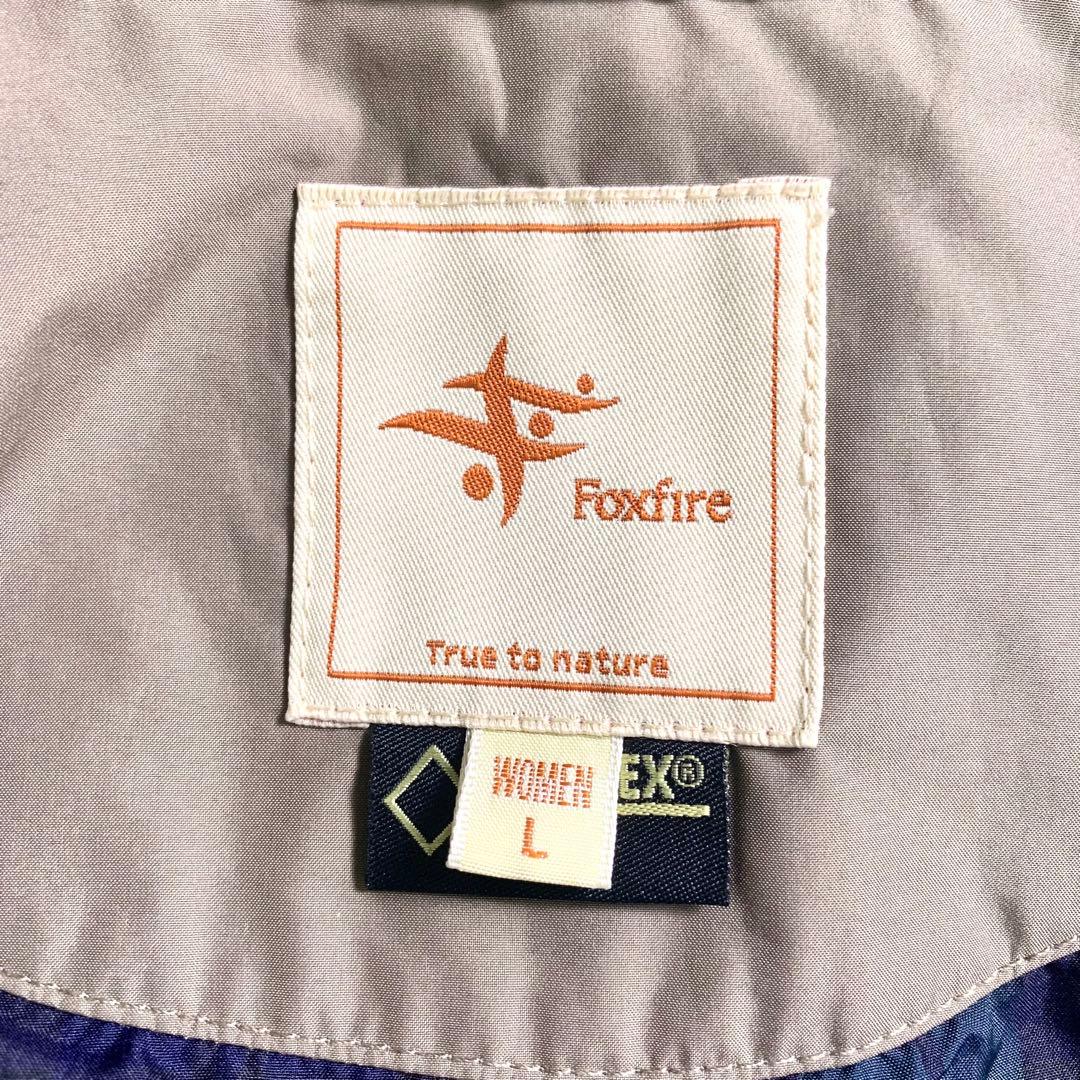 Foxfire
True to nature
WOMEN
L
EX®